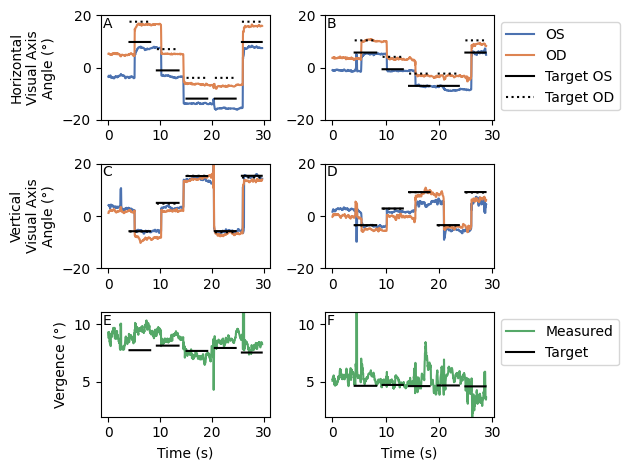 A
B
20
0
−20
0
10
20
30
20
0
−20
0
10
20
30
Horizontal
Visual Axis
Angle (°)
OS
OD
Target OS
Target OD
C
D
20
0
−20
0
10
20
30
20
0
−20
0
10
20
30
Vertical
Visual Axis
Angle (°)
E
F
10
5
0
10
20
30
10
5
0
10
20
30
Vergence (°)
Time (s)
Time (s)
Measured
Target